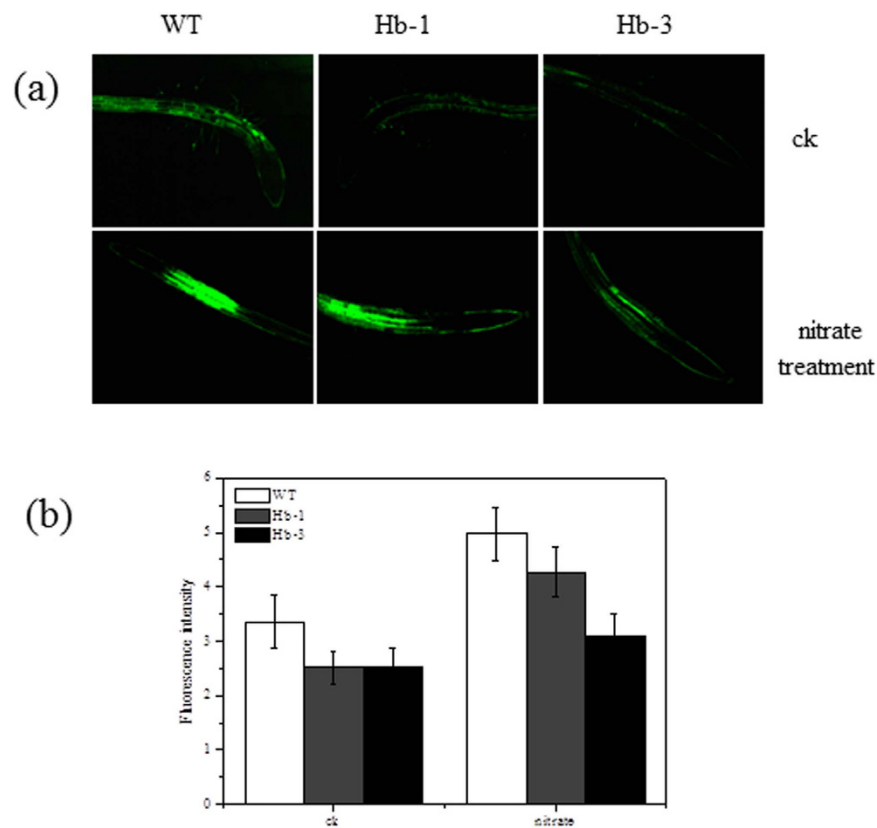 WT
Hb-1
Hb-3
(a)
ck
nitrate
treatment
(b)
6
5
4
3
2
1
0
WT
Hb-1
Hb-3
Fluorescence intensity
ck
nitrate